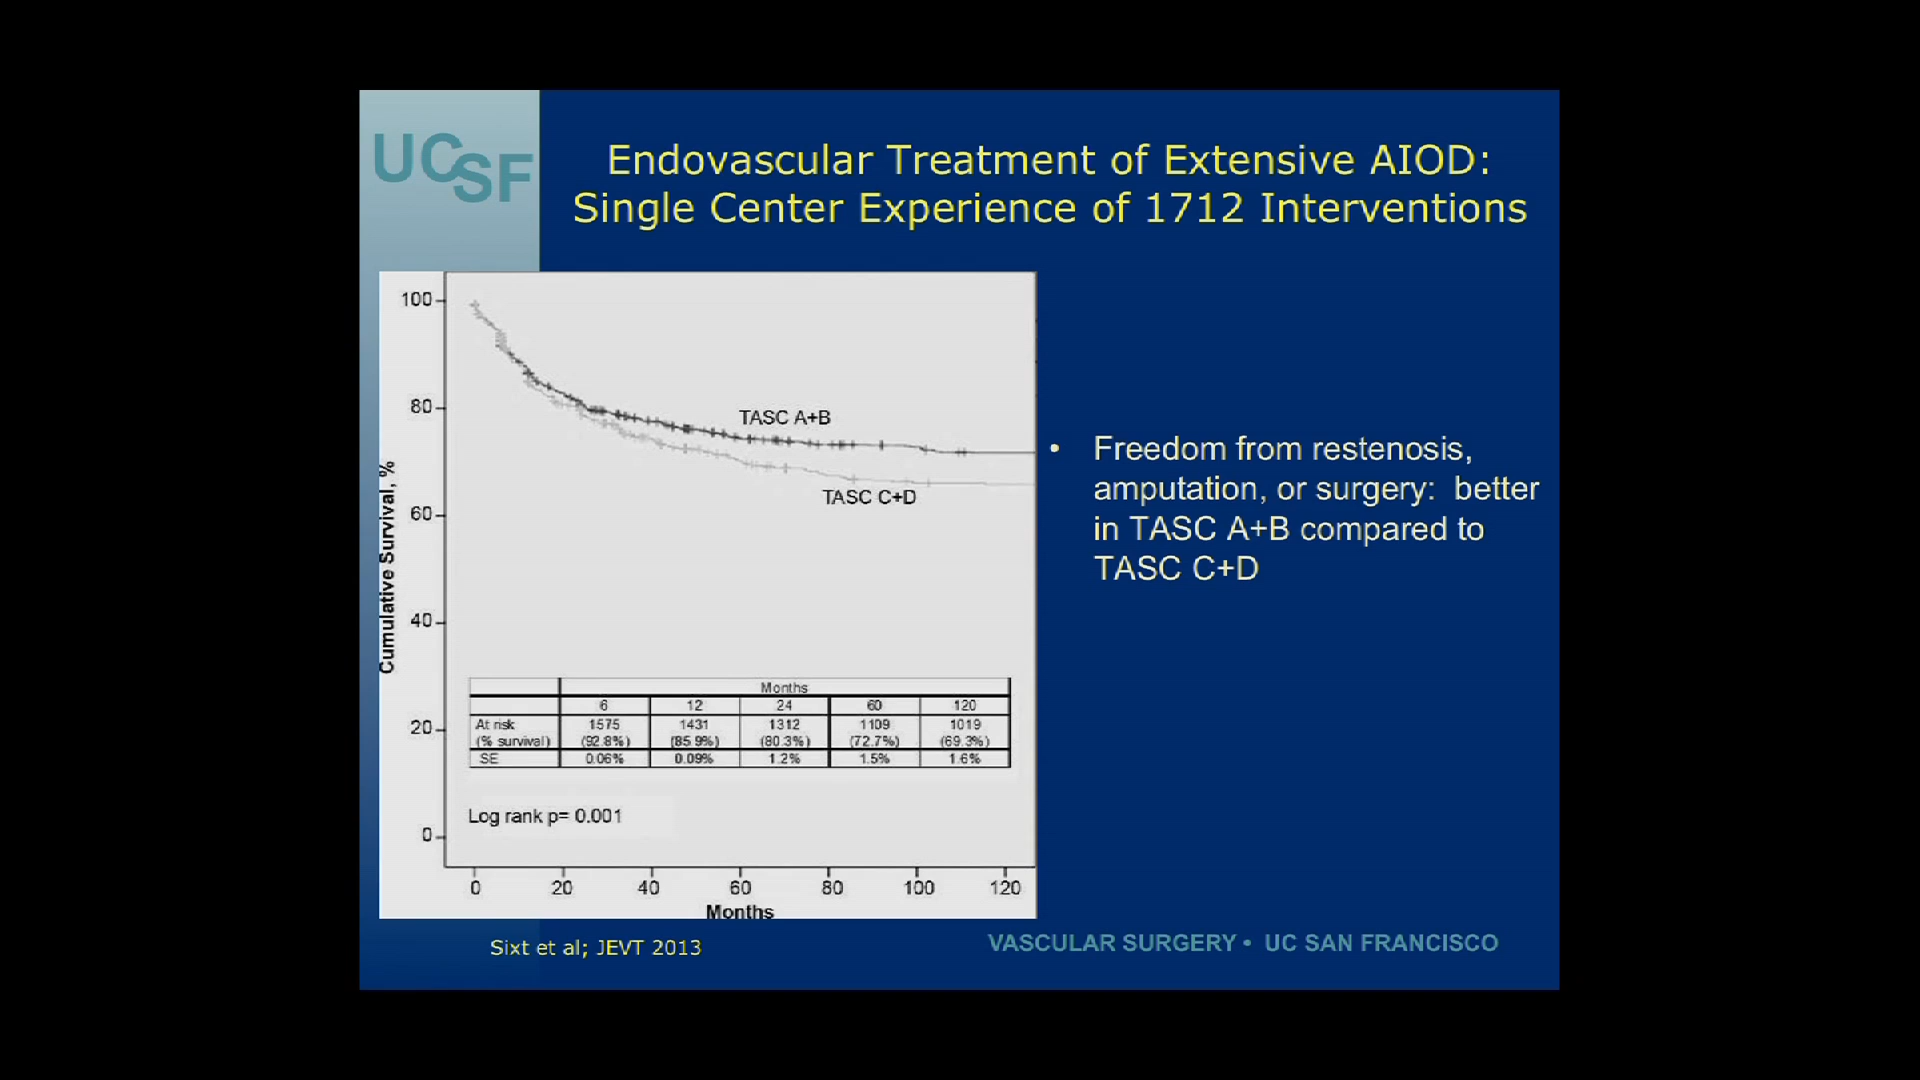 UCSF
Endovascular Treatment of Extensive AIOD:
Single Center Experience of 1712 Interventions
100
80
60
40
20
0
Cumulative Survival, %
TASC A+B
TASC C+D
Months
6 12 24 60 120
At risk 1575 1431 1312 1109 1019
(% survival) (92.8%) (85.9%) (80.3%) (72.7%) (69.3%)
SE 0.06% 0.09% 1.2% 1.5% 1.6%
Log rank p= 0.001
0 20 40 60 80 100 120
Months
• Freedom from restenosis,
amputation, or surgery: better
in TASC A+B compared to
TASC C+D
Sixt et al; JEVT 2013
VASCULAR SURGERY • UC SAN FRANCISCO